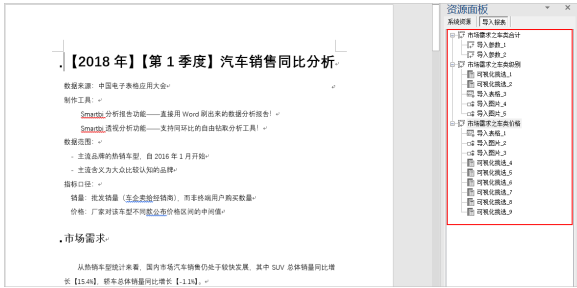 【2018 年】【第 1 季度】汽车销售同比分析
数据来源：中国电子表格应用大会
制作工具：
Smartbi 分析报告功能——直接用 Word 刷出来的数据分析报告！
Smartbi 透视分析功能——支持同环比的自由钻取分析工具！
数据范围：
- 主流品牌的热销车型，自 2016 年 1 月开始
- 主流含义为大众比较认知的品牌
指标口径：
销量：批发销量（车企卖给经销商），而非终端用户购买数量
价格：厂家对该车型不同款公布价格区间的中间值
市场需求
从热销车型统计来看，国内市场汽车销售仍处于较快发展，其中 SUV 总体销量同比增
长【15.4%】，轿车总体销量同比增长【-1.1%】。
资源面板
系统资源 导入报表
市场需求之车类合计
导入参数_1
导入参数_2
市场需求之车类级别
可视化挑选_1
可视化挑选_2
导入表格_3
导入图片_4
导入图片_5
市场需求之车类价格
导入表格_1
导入图片_2
导入图片_3
可视化挑选_4
可视化挑选_5
可视化挑选_6
可视化挑选_7
可视化挑选_8
可视化挑选_9